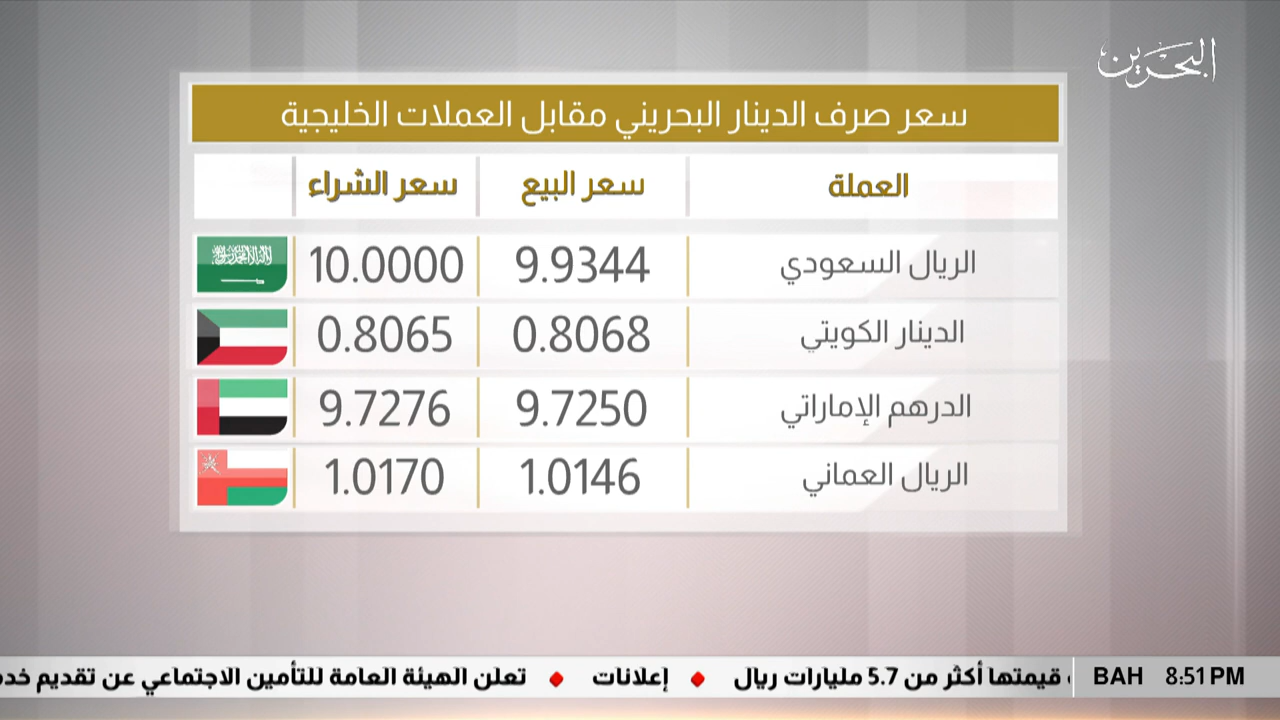 البحرين
سعر صرف الدينار البحريني مقابل العملات الخليجية
العملة سعر البيع سعر الشراء
الريال السعودي 9.9344 10.0000
الدينار الكويتي 0.8068 0.8065
الدرهم الإماراتي 9.7250 9.7276
الريال العماني 1.0146 1.0170
BAH 8:51 PM
قيمتها أكثر من 5.7 مليارات ريال ♦ إعلانات ♦ تعلن الهيئة العامة للتأمين الاجتماعي عن تقديم